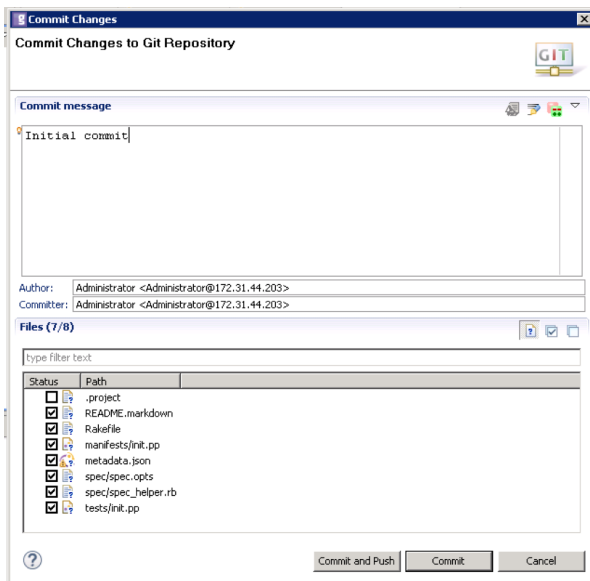 Commit Changes
Commit Changes to Git Repository
GIT
Commit message
Initial commit
Author: Administrator <Administrator@172.31.44.203>
Committer: Administrator <Administrator@172.31.44.203>
Files (7/8)
type filter text
Status Path
.project
README.markdown
Rakefile
manifests/init.pp
metadata.json
spec/spec.opts
spec/spec_helper.rb
tests/init.pp
Commit and Push Commit Cancel